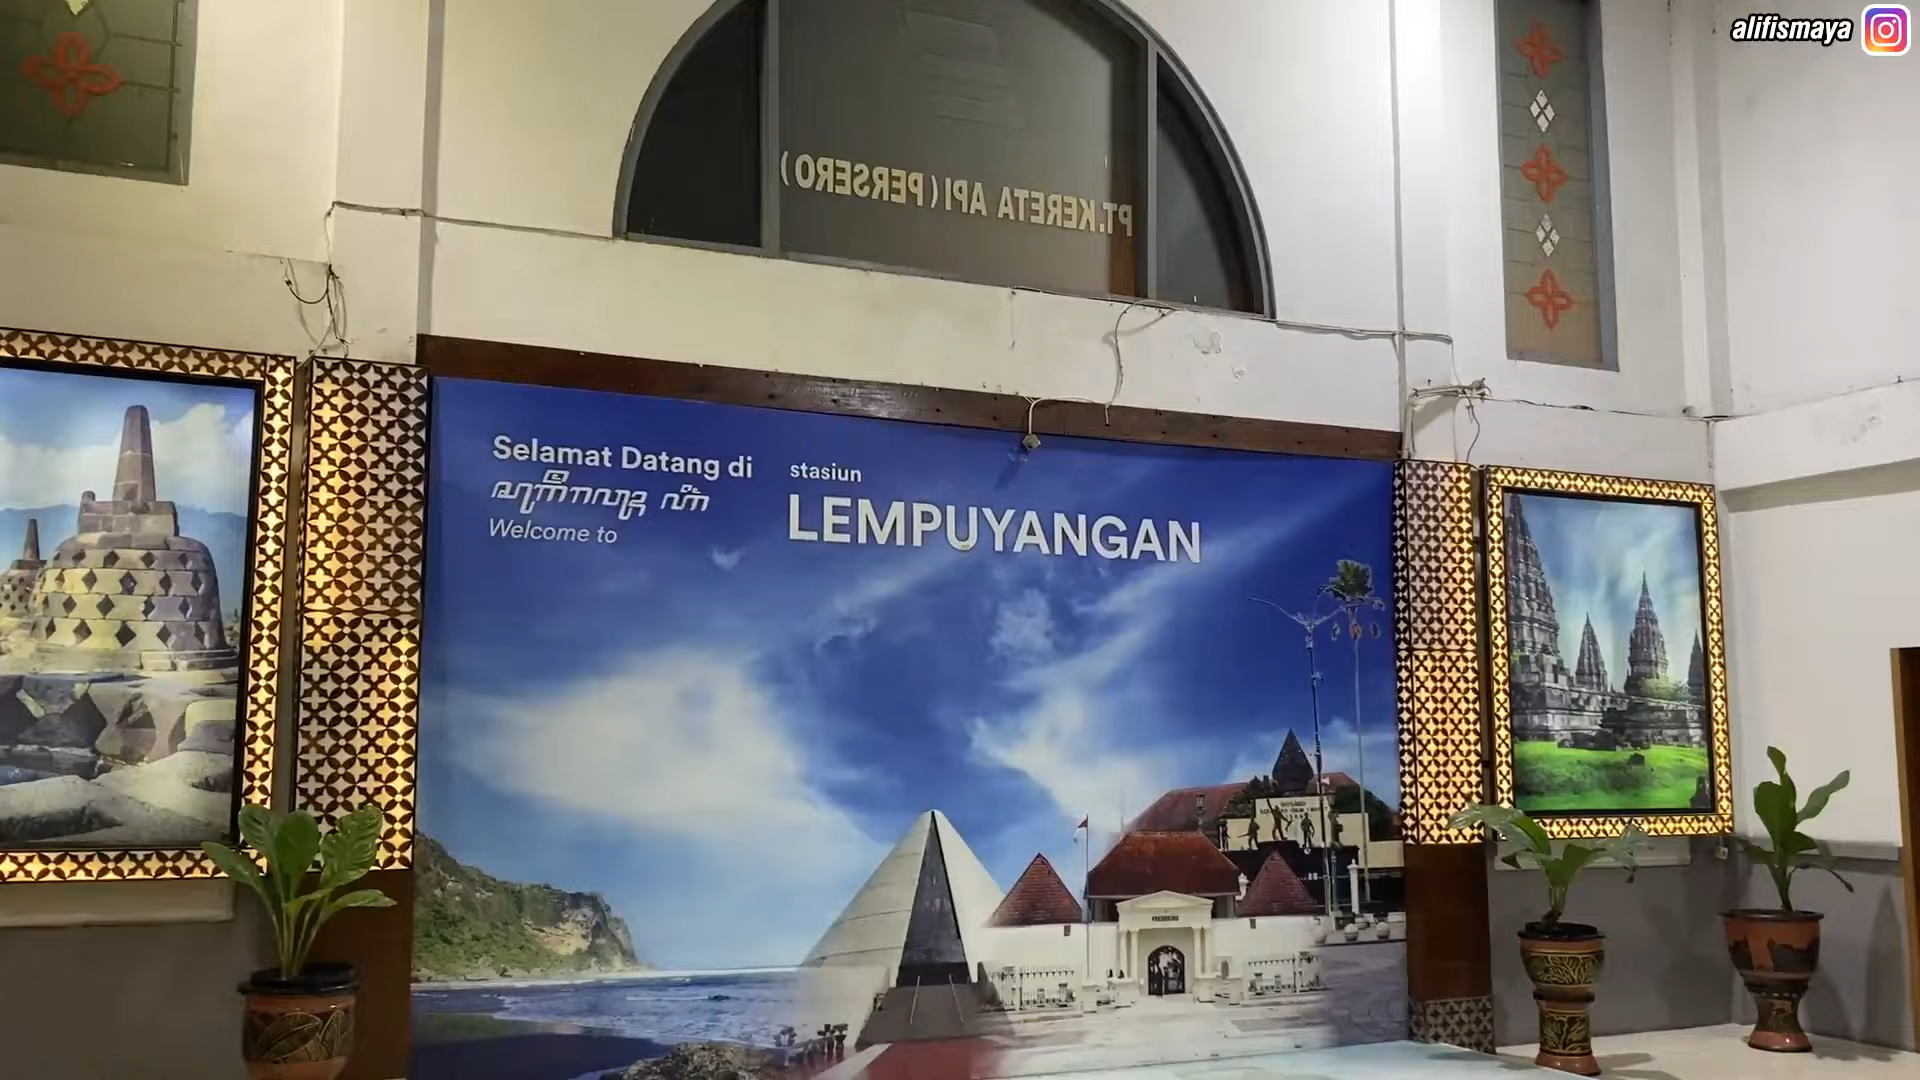 alifismaya
PT.KERETA API (PERSERO)
Selamat Datang di
stasiun
LEMPUYANGAN
Welcome to